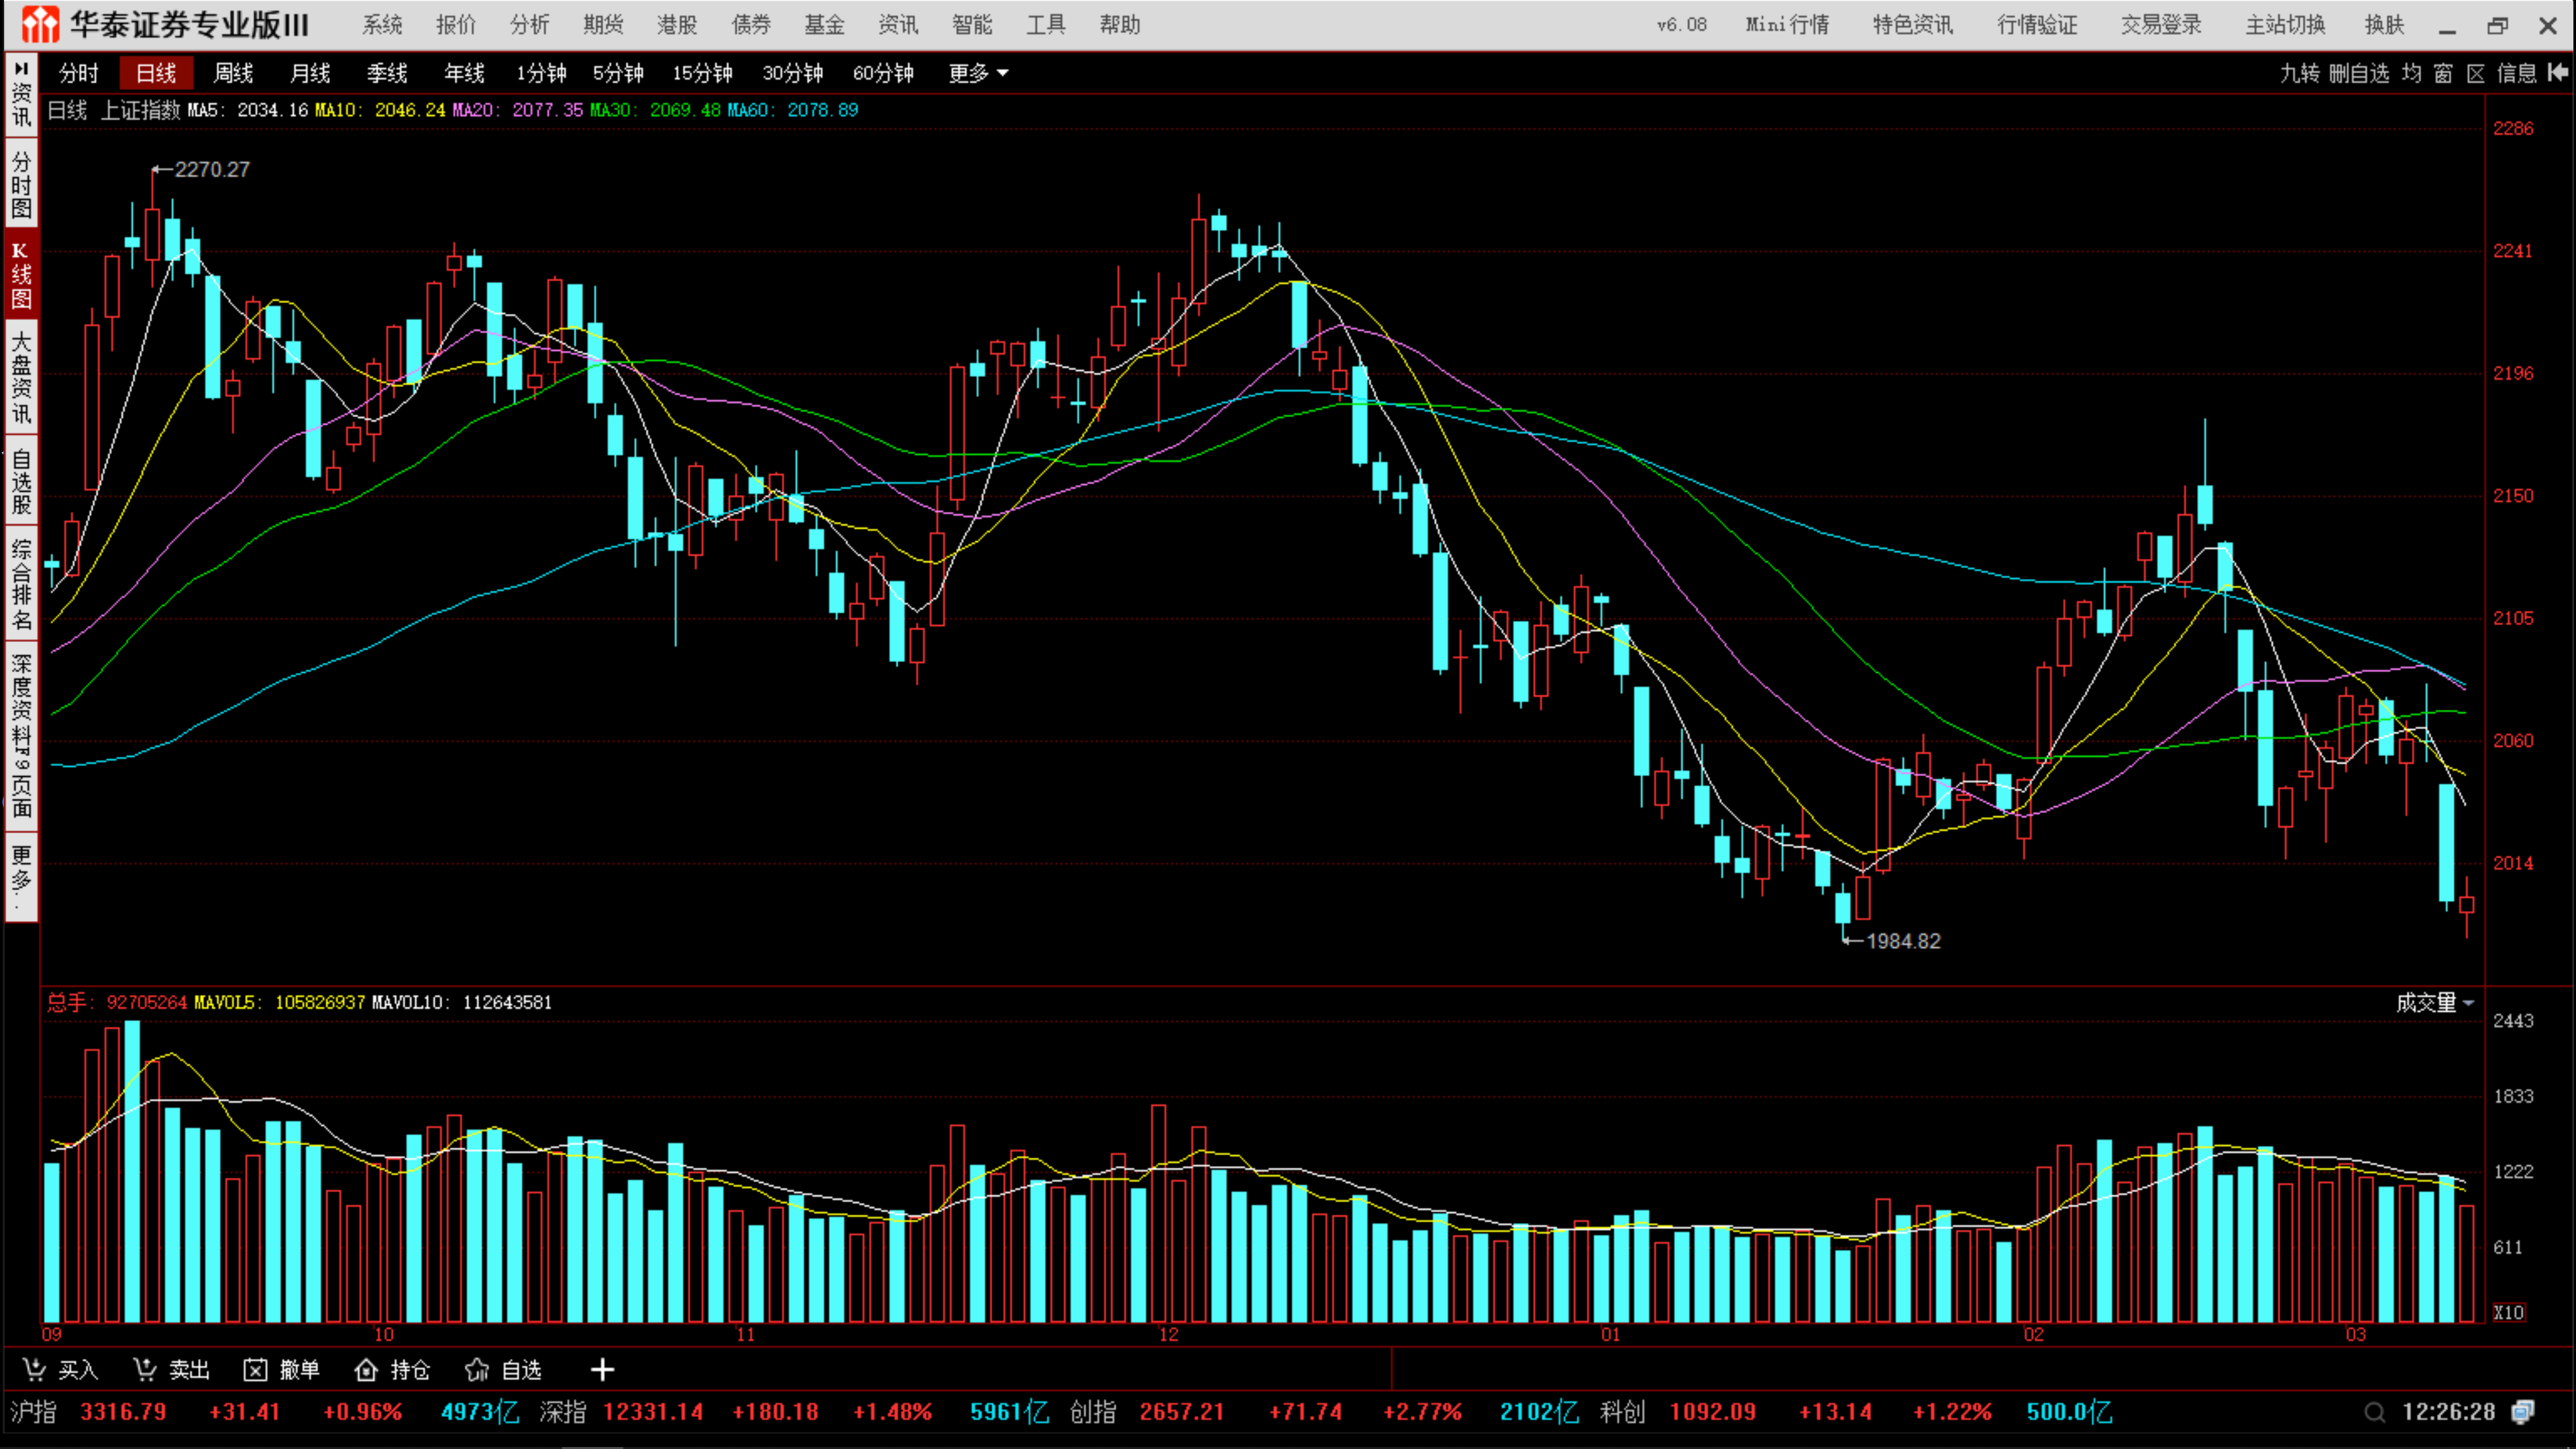 华泰证券专业版III 系统 报价 分析 期货 港股 债券 基金 资讯 智能 工具 帮助 v6.08 Mini行情 特色资讯 行情验证 交易登录 主站切换 换肤
分时 日线 周线 月线 季线 年线 1分钟 5分钟 15分钟 30分钟 60分钟 更多 九转 删自选 均 窗 区 信息
日线 上证指数 MA5: 2034.16 MA10: 2046.24 MA20: 2077.35 MA30: 2069.48 MA60: 2078.89
资讯
分时图
K线图
大盘资讯
自选股
综合排名
深度资料F9页面
更多..
2270.27
1984.82
2286
2241
2196
2150
2105
2060
2014
总手: 92705264 MAVOL5: 105826937 MAVOL10: 112643581 成交量
2443
1833
1222
611
X10
09 10 11 12 01 02 03
买入 卖出 撤单 持仓 自选 +
沪指 3316.79 +31.41 +0.96% 4973亿 深指 12331.14 +180.18 +1.48% 5961亿 创指 2657.21 +71.74 +2.77% 2102亿 科创 1092.09 +13.14 +1.22% 500.0亿 12:26:28